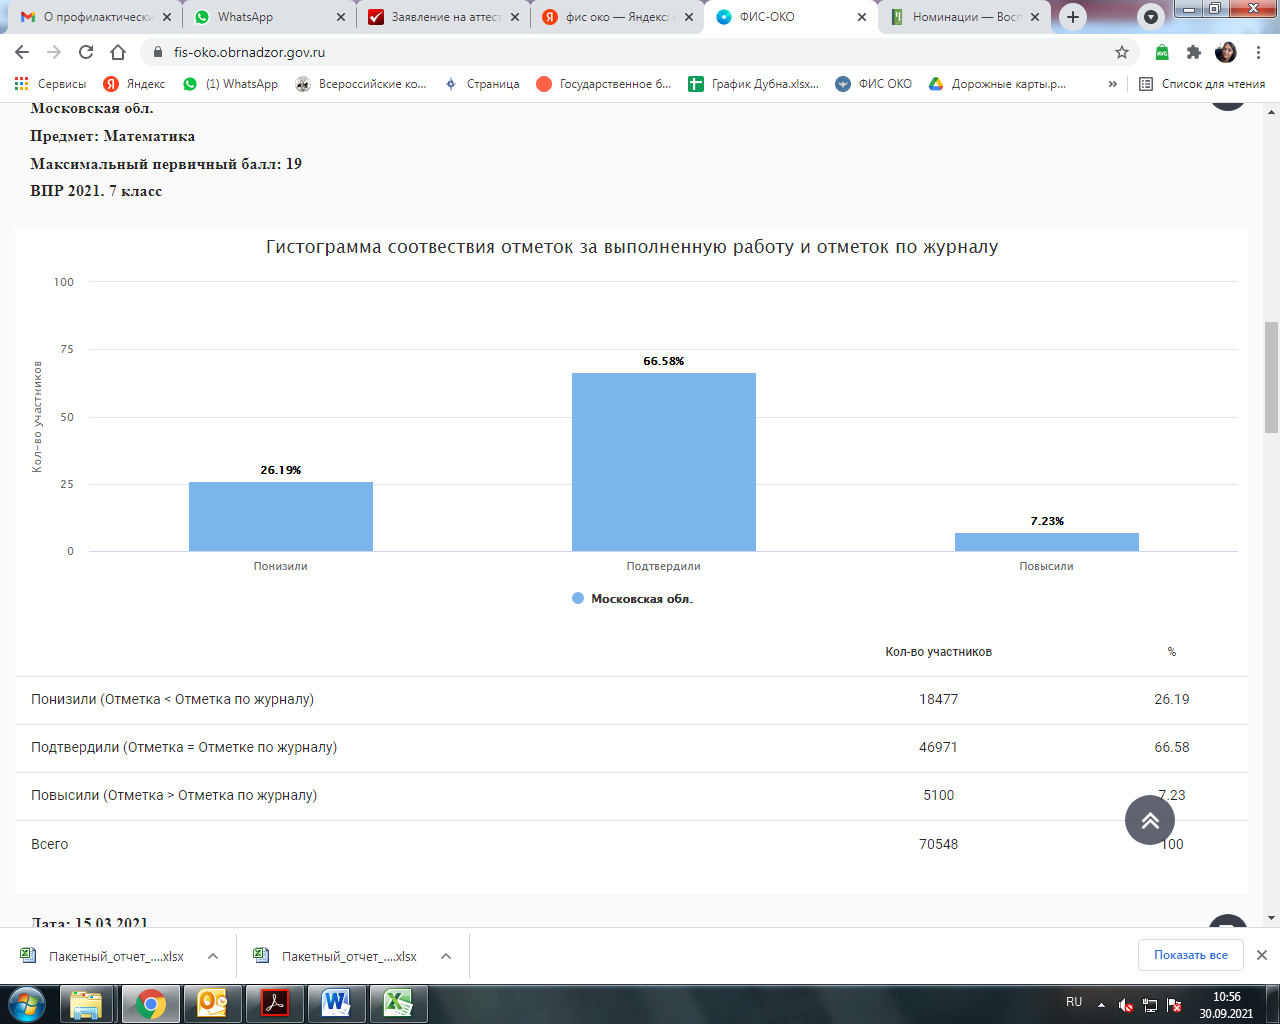 О профилактически
WhatsApp
Заявление на аттест
фис око — Яндекс:
ФИС-ОКО
Номинации — Восп
fis-oko.obrnadzor.gov.ru
Сервисы Яндекс (1) WhatsApp Всероссийские ко... Страница Государственное б... График Дубна.xlsx... ФИС ОКО Дорожные карты.p... » Список для чтения
Московская обл.
Предмет: Математика
Максимальный первичный балл: 19
ВПР 2021. 7 класс
Гистограмма соотвествия отметок за выполненную работу и отметок по журналу
Кол-во участников
100
75
50
25
0
26.19%
66.58%
7.23%
Понизили Подтвердили Повысили
Московская обл.
Кол-во участников %
Понизили (Отметка < Отметка по журналу) 18477 26.19
Подтвердили (Отметка = Отметке по журналу) 46971 66.58
Повысили (Отметка > Отметка по журналу) 5100 7.23
Всего 70548 100
Дата: 15.03.2021
Пакетный_отчет_....xlsx
Пакетный_отчет_....xlsx
Показать все
RU
10:56
30.09.2021